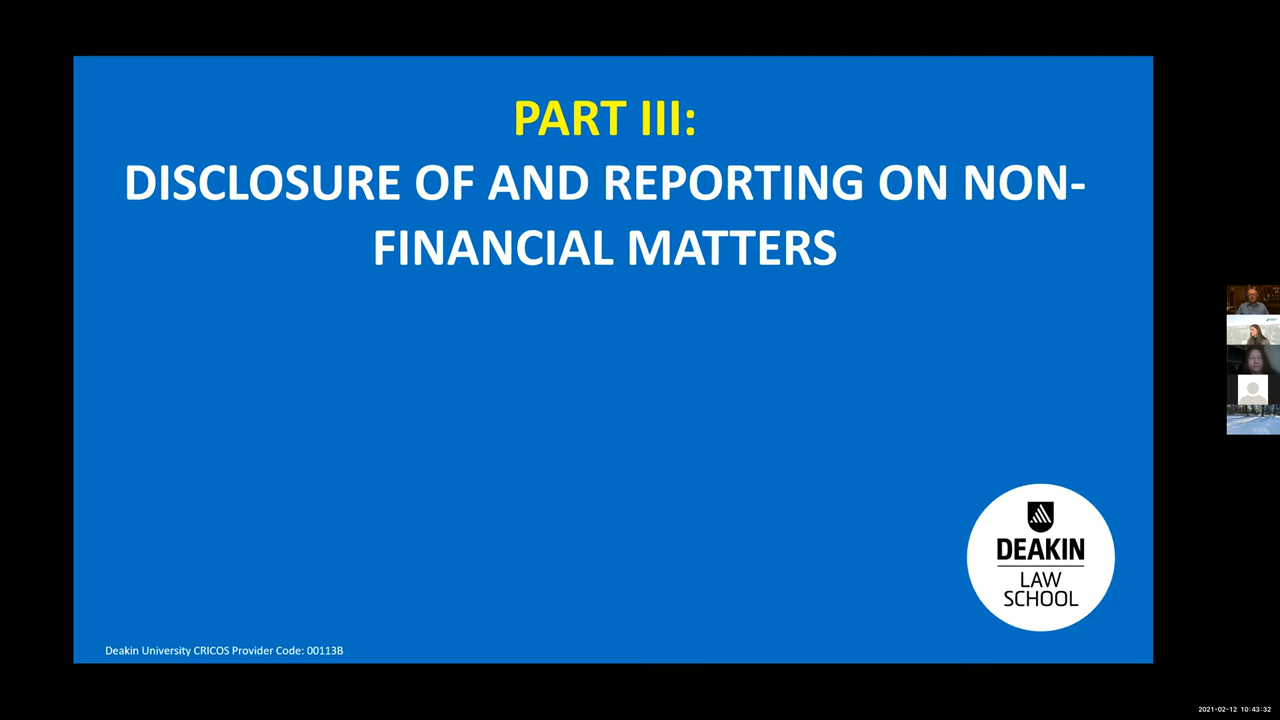 PART III:
DISCLOSURE OF AND REPORTING ON NON-
FINANCIAL MATTERS
DEAKIN
LAW
SCHOOL
Deakin University CRICOS Provider Code: 00113B
2021-02-12 10:43:32